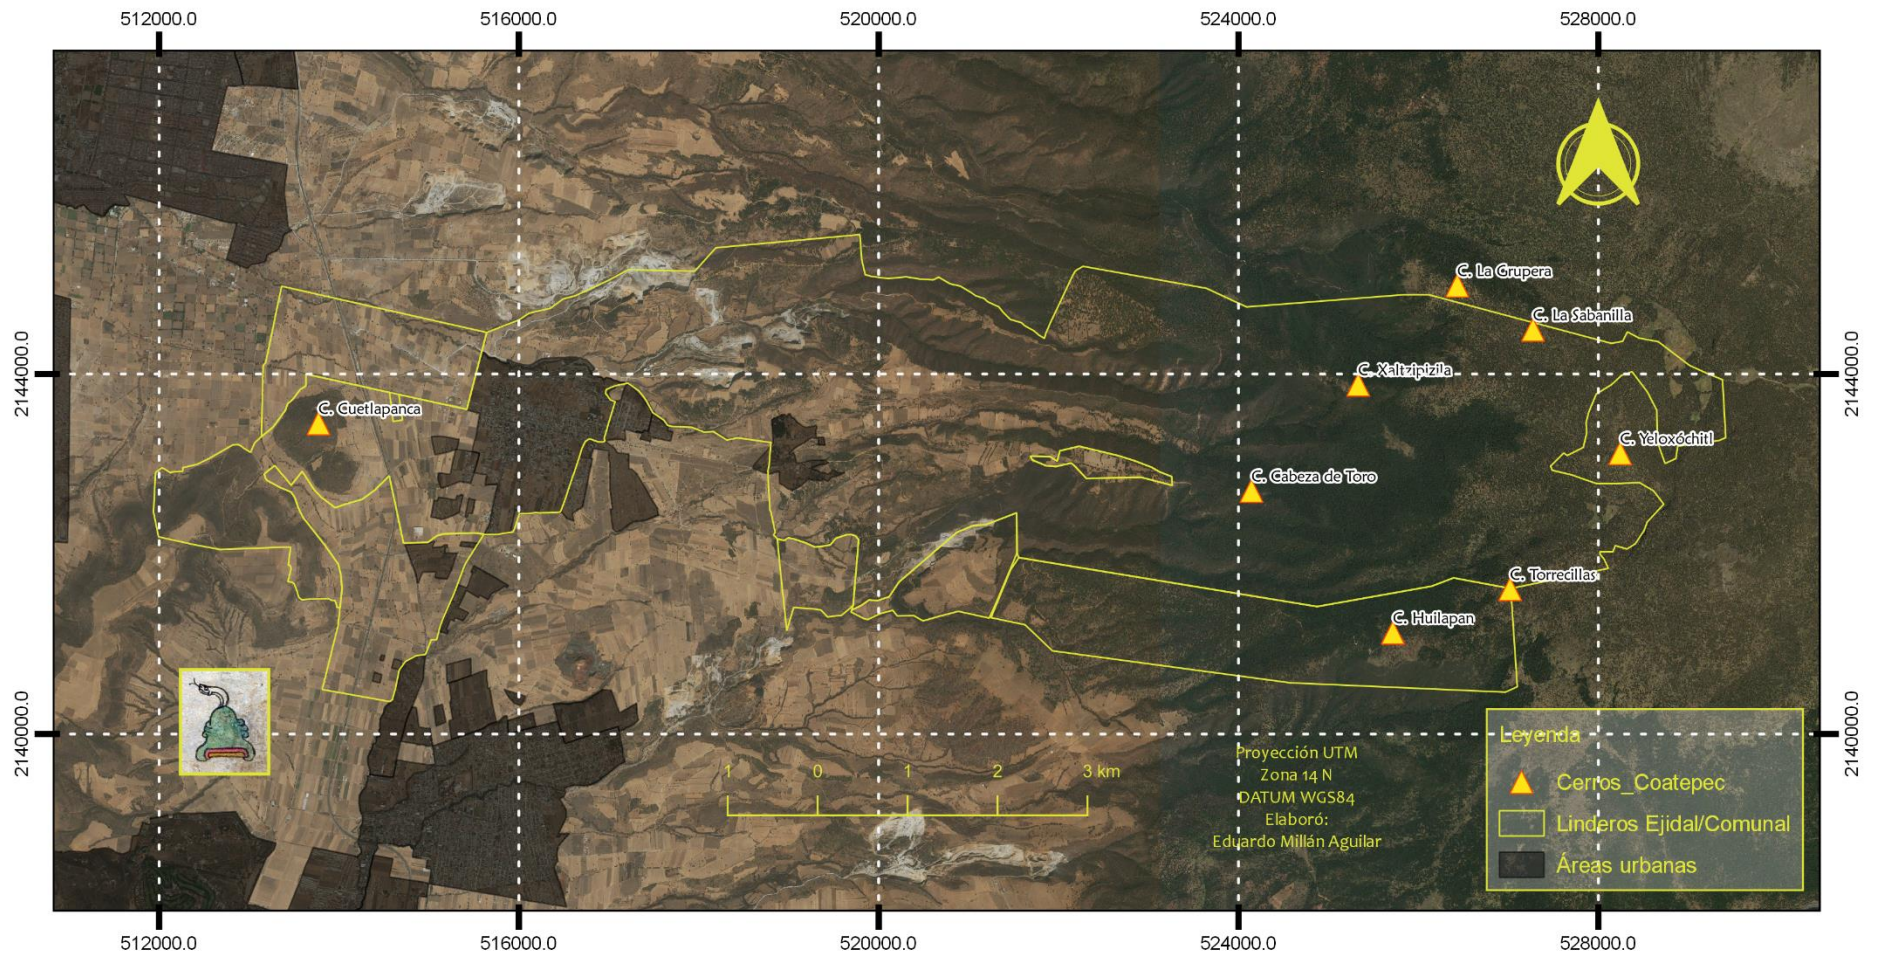 512000.0
516000.0
520000.0
524000.0
528000.0
C. La Grupera
C. La Sabanilla
2144000.0
2144000.0
C. Xaltzipizila
C. Cuetlapanca
C. Yeloxóchitl
C. Cabeza de Toro
C. Torrecillas
C. Huilapan
2140000.0
2140000.0
Leyenda
Cerros_Coatepec
Linderos Ejidal/Comunal
Áreas urbanas
Proyección UTM
Zona 14 N
DATUM WGS84
Elaboró:
Eduardo Millán Aguilar
1 0 1 2 3 km
512000.0
516000.0
520000.0
524000.0
528000.0